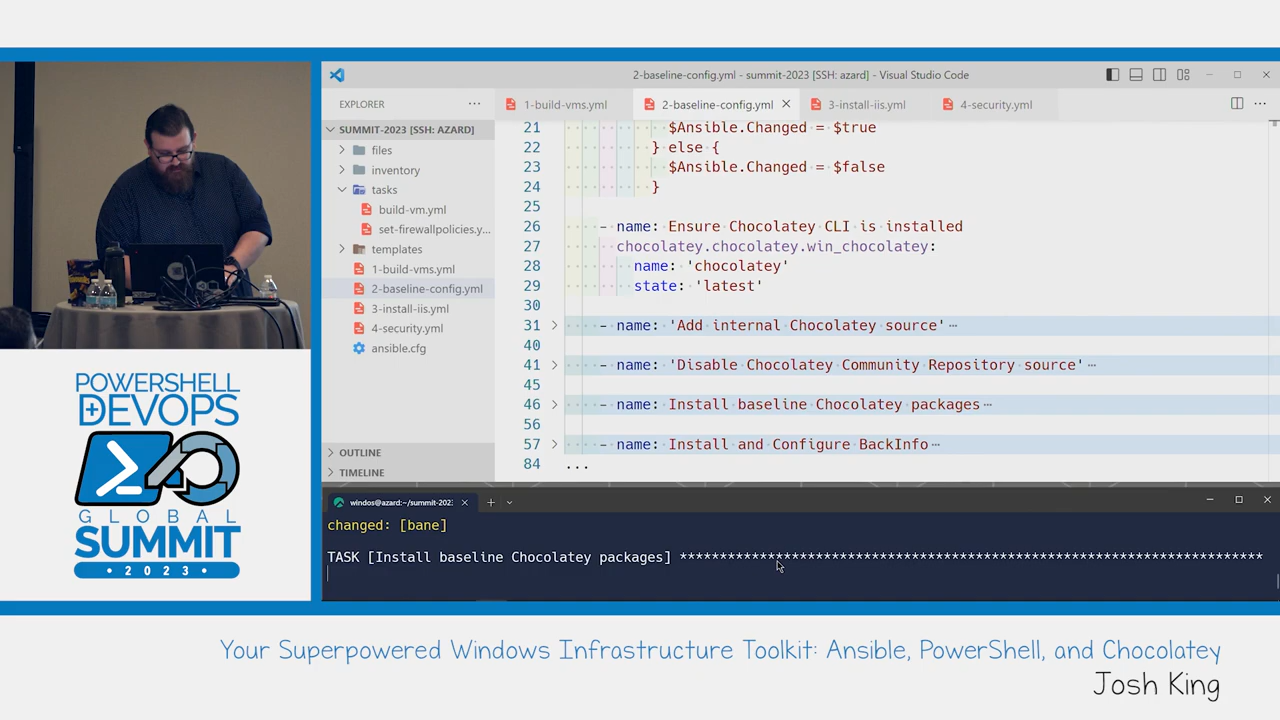 2-baseline-config.yml - summit-2023 [SSH: azard] - Visual Studio Code
EXPLORER
1-build-vms.yml
2-baseline-config.yml
3-install-iis.yml
4-security.yml
SUMMIT-2023 [SSH: AZARD]
files
inventory
tasks
build-vm.yml
set-firewallpolicies.y...
templates
1-build-vms.yml
2-baseline-config.yml
3-install-iis.yml
4-security.yml
ansible.cfg
OUTLINE
TIMELINE
21 $Ansible.Changed = $true
22 } else {
23 $Ansible.Changed = $false
24 }
25
26 - name: Ensure Chocolatey CLI is installed
27 chocolatey.chocolatey.win_chocolatey:
28 name: 'chocolatey'
29 state: 'latest'
30
31 - name: 'Add internal Chocolatey source'
40
41 - name: 'Disable Chocolatey Community Repository source'
45
46 - name: Install baseline Chocolatey packages
56
57 - name: Install and Configure BackInfo
84 ...
windos@azard:~/summit-202
changed: [bane]
TASK [Install baseline Chocolatey packages] *************************************************************************
POWERSHELL
+DEVOPS
GLOBAL
SUMMIT
• 2023 •
Your Superpowered Windows Infrastructure Toolkit: Ansible, PowerShell, and Chocolatey
Josh King